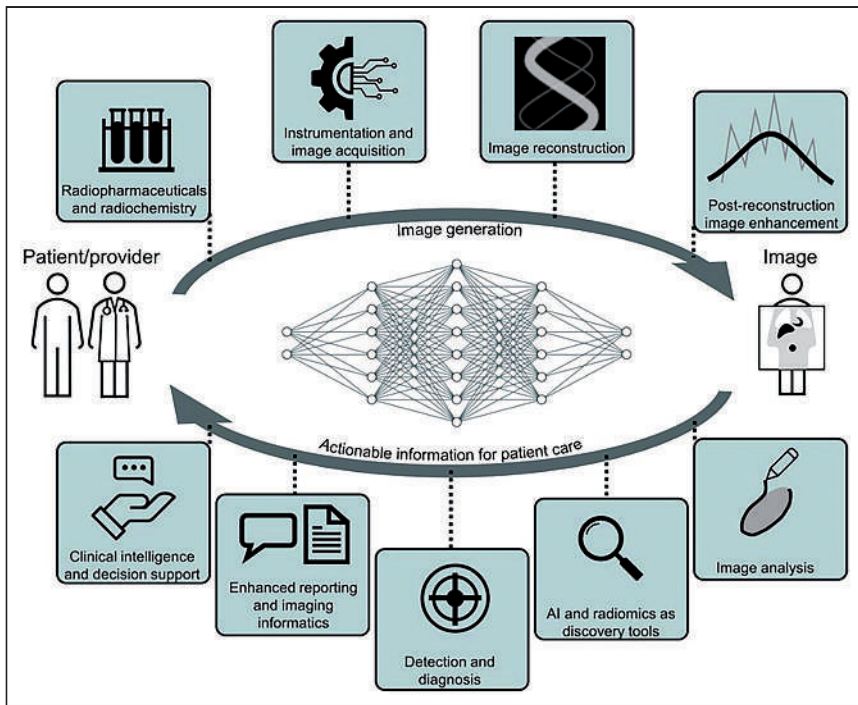 Radiopharmaceuticals
and radiochemistry
Instrumentation and
image acquisition
Image reconstruction
Post-reconstruction
image enhancement
Image generation
Patient/provider
Image
Actionable information for patient care
Clinical intelligence
and decision support
Enhanced reporting
and imaging
informatics
Detection and
diagnosis
AI and radiomics as
discovery tools
Image analysis